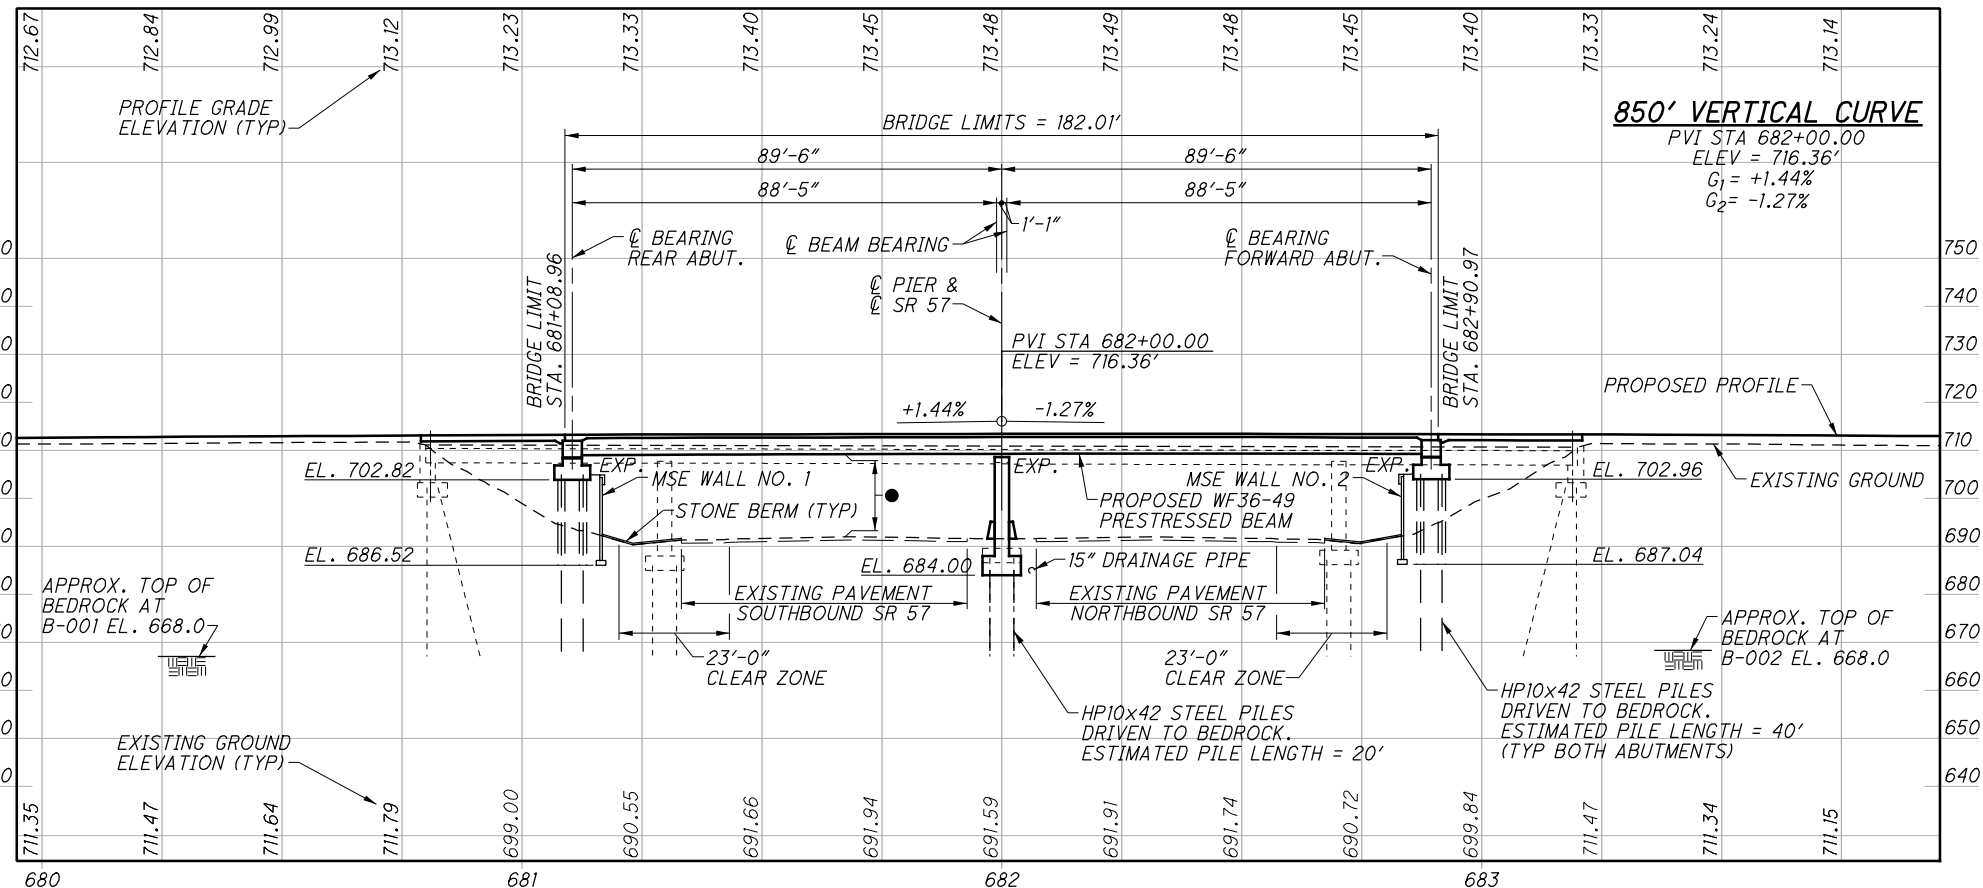 712.67
712.84
712.99
713.12
713.23
713.33
713.40
713.45
713.48
713.49
713.48
713.45
713.40
713.33
713.24
713.14
PROFILE GRADE
ELEVATION (TYP)
850' VERTICAL CURVE
PVI STA 682+00.00
ELEV = 716.36'
G1 = +1.44%
G2= -1.27%
BRIDGE LIMITS = 182.01'
89'-6"
89'-6"
88'-5"
88'-5"
1'-1"
℄ BEARING
REAR ABUT.
℄ BEAM BEARING
℄ BEARING
FORWARD ABUT.
BRIDGE LIMIT
STA. 681+08.96
℄ PIER &
℄ SR 57
BRIDGE LIMIT
STA. 682+90.97
PVI STA 682+00.00
ELEV = 716.36'
+1.44%
-1.27%
PROPOSED PROFILE
750
740
730
720
710
700
690
680
670
660
650
640
0
0
0
0
0
0
0
0
0
0
0
0
EL. 702.82
EXP.
MSE WALL NO. 1
STONE BERM (TYP)
EXP.
MSE WALL NO. 2
EXP.
EL. 702.96
EXISTING GROUND
PROPOSED WF36-49
PRESTRESSED BEAM
EL. 686.52
EL. 684.00
15" DRAINAGE PIPE
EL. 687.04
APPROX. TOP OF
BEDROCK AT
B-001 EL. 668.0
EXISTING PAVEMENT
SOUTHBOUND SR 57
EXISTING PAVEMENT
NORTHBOUND SR 57
APPROX. TOP OF
BEDROCK AT
B-002 EL. 668.0
23'-0"
CLEAR ZONE
23'-0"
CLEAR ZONE
HP10x42 STEEL PILES
DRIVEN TO BEDROCK.
ESTIMATED PILE LENGTH = 20'
HP10x42 STEEL PILES
DRIVEN TO BEDROCK.
ESTIMATED PILE LENGTH = 40'
(TYP BOTH ABUTMENTS)
EXISTING GROUND
ELEVATION (TYP)
711.35
711.47
711.64
711.79
699.00
690.55
691.66
691.94
691.59
691.91
691.74
690.72
699.84
711.47
711.34
711.15
680
681
682
683